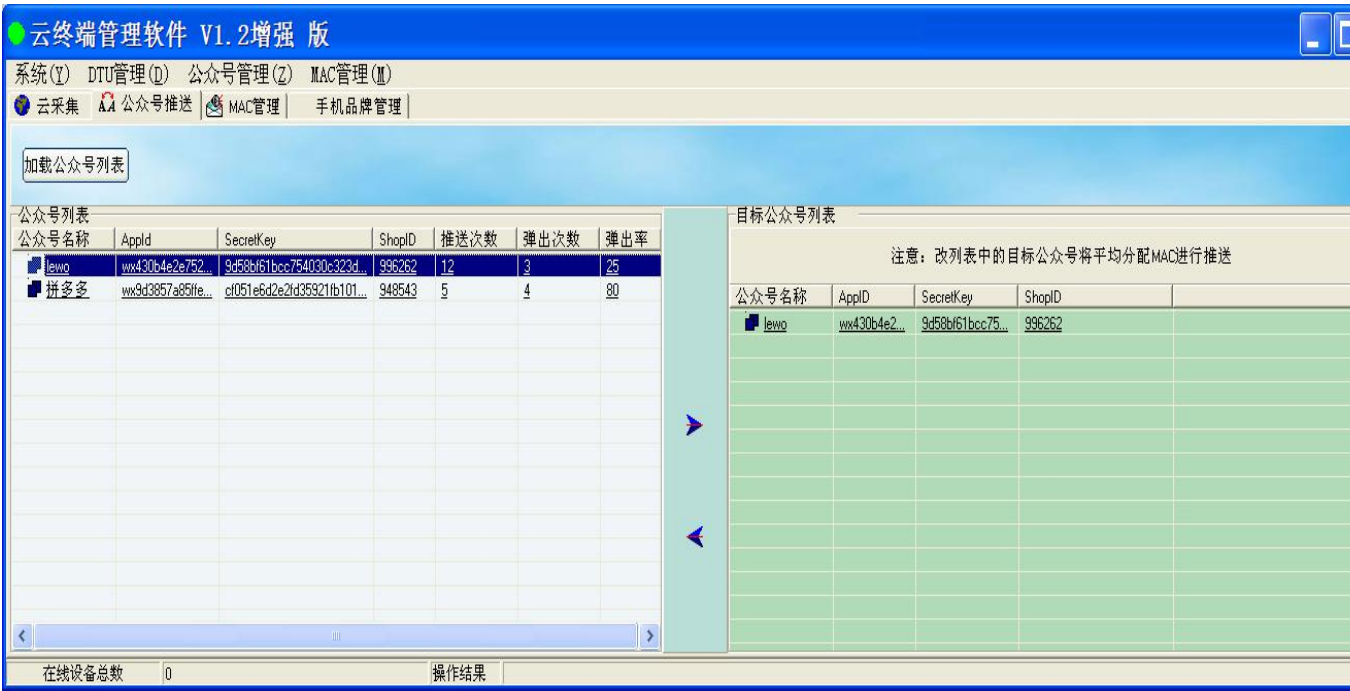 云终端管理软件 V1.2增强 版
系统(Y) DTU管理(D) 公众号管理(Z) MAC管理(M)
云采集 公众号推送 MAC管理 手机品牌管理
加载公众号列表
公众号列表
公众号名称 AppId SecretKey ShopID 推送次数 弹出次数 弹出率
lewo wx430b4e2e752... 9d58bf61bcc754030c323d... 996262 12 3 25
拼多多 wx9d3857a85ffe... cf051e6d2e2fd35921fb101... 948543 5 4 80
目标公众号列表
注意：改列表中的目标公众号将平均分配MAC进行推送
公众号名称 AppID SecretKey ShopID
lewo wx430b4e2... 9d58bf61bcc75... 996262
在线设备总数 0 操作结果